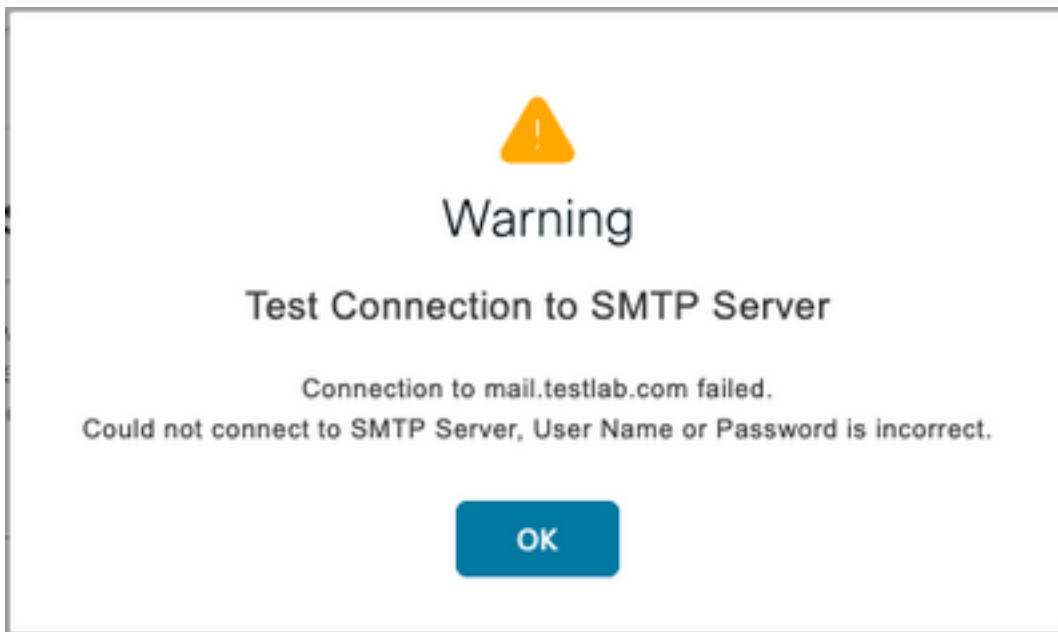 Warning
Test Connection to SMTP Server
Connection to mail.testlab.com failed.
Could not connect to SMTP Server, User Name or Password is incorrect.
OK